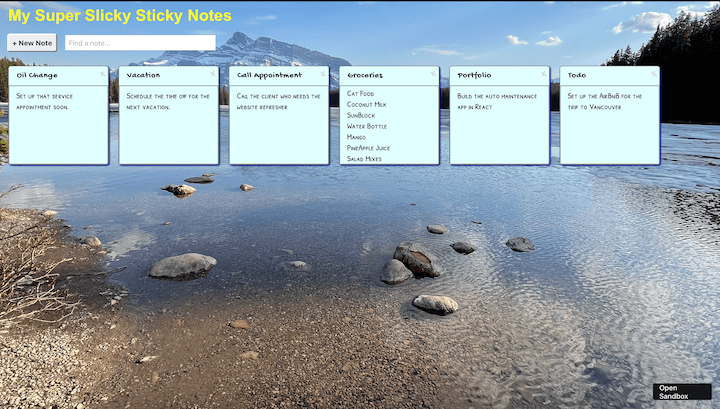 My Super Slicky Sticky Notes
+ New Note
Find a note...
Oil Change
Set up that service
appointment soon.
Vacation
Schedule the time off for the
next vacation.
Call Appointment
Call the client who needs the
website refresher
Groceries
Cat Food
Coconut Milk
SunBlock
Water Bottle
Mango
PineApple Juice
Salad Mixes
Portfolio
Build the auto maintenance
app in React
Todo
Set up the AirBnB for the
trip to Vancouver
Open
Sandbox